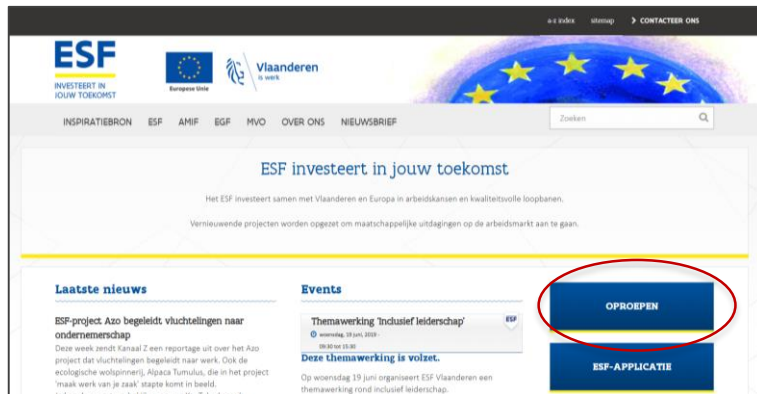 a-z index sitemap CONTACTEER ONS
ESF
INVESTEERT IN
JOUW TOEKOMST
Europese Unie
Vlaanderen
is werk
INSPIRATIEBRON ESF AMIF EGF MVO OVER ONS NIEUWSBRIEF
Zoeken
ESF investeert in jouw toekomst
Het ESF investeert samen met Vlaanderen en Europa in arbeidskansen en kwaliteitsvolle loopbanen.
Vernieuwende projecten worden opgezet om maatschappelijke uitdagingen op de arbeidsmarkt aan te gaan.
Laatste nieuws
ESF-project Azo begeleidt vluchtelingen naar
ondernemerschap
Deze week zendt Kanaal Z een reportage uit over het Azo
project dat vluchtelingen begeleidt naar werk. Ook de
ecologische wolspinnerij, Alpaca Tumulus, die in het project
'maak werk van je zaak' stapte komt in beeld.
Events
Themawerking 'Inclusief leiderschap'
ESF
woensdag, 19 juni, 2019 -
09:30 tot 15:30
Deze themawerking is volzet.
Op woensdag 19 juni organiseert ESF Vlaanderen een
themawerking rond inclusief leiderschap.
OPROEPEN
ESF-APPLICATIE